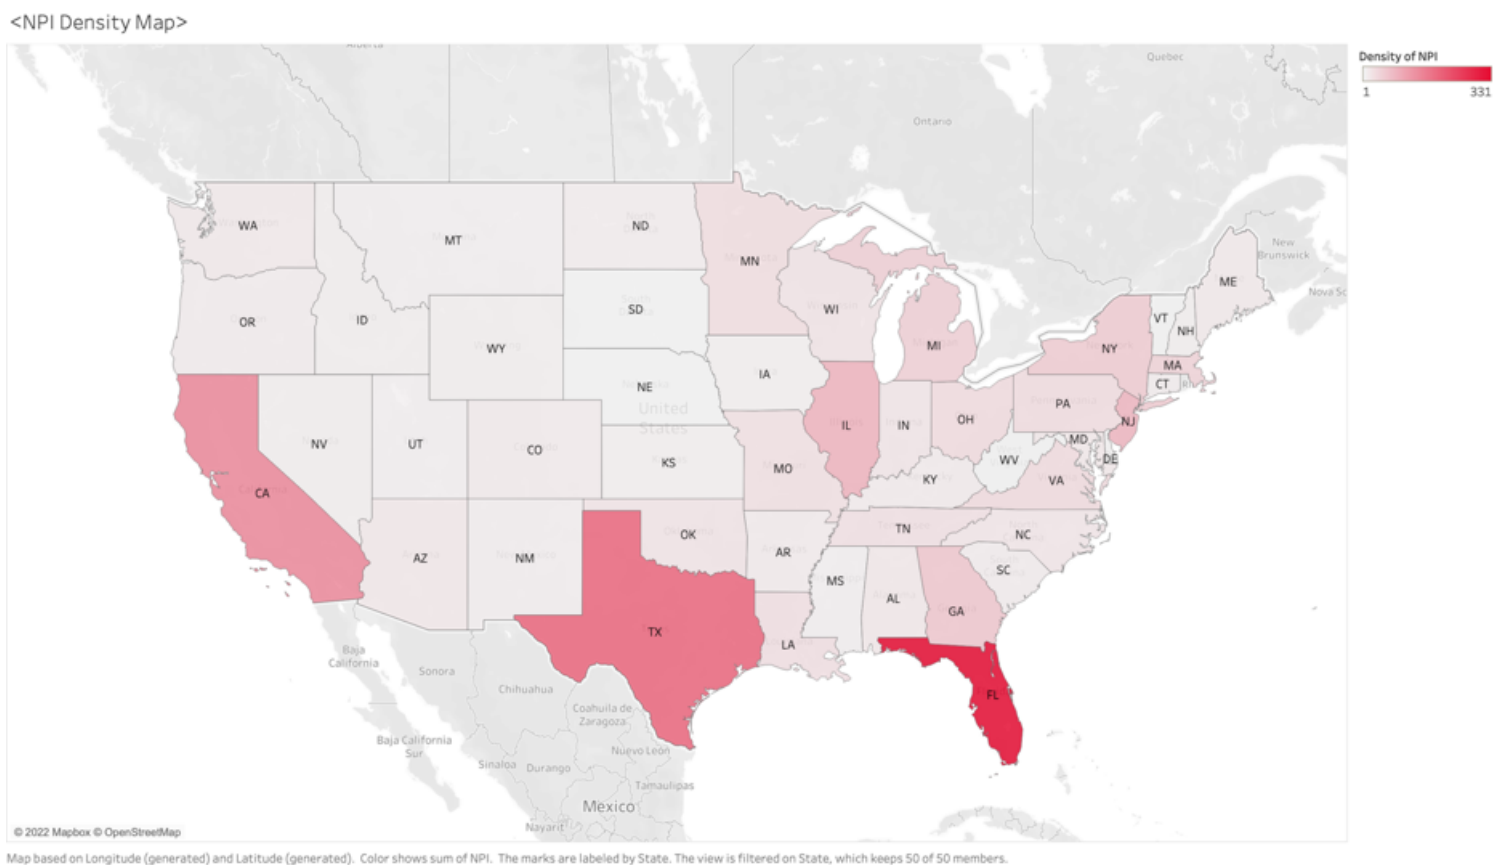 <NPI Density Map>
Density of NPI
1 331
Alberta
Quebec
Ontario
New
Brunswick
Nova Sc
WA
MT
ND
MN
ME
OR
ID
SD
WI
VT
NH
WY
MI
NY
MA
IA
CT
NE
PA
United
States
NV
UT
CO
IL
IN
OH
NJ
MD
KS
MO
WV
DE
KY
VA
CA
AZ
NM
OK
AR
TN
NC
MS
AL
SC
GA
TX
LA
FL
Baja
California
Sonora
Chihuahua
Coahuila de
Zaragoza
Baja California
Sur
Nuevo León
Sinaloa
Durango
Tamaulipas
Mexico
Nayarit
© 2022 Mapbox © OpenStreetMap
Map based on Longitude (generated) and Latitude (generated). Color shows sum of NPI. The marks are labeled by State. The view is filtered on State, which keeps 50 of 50 members.